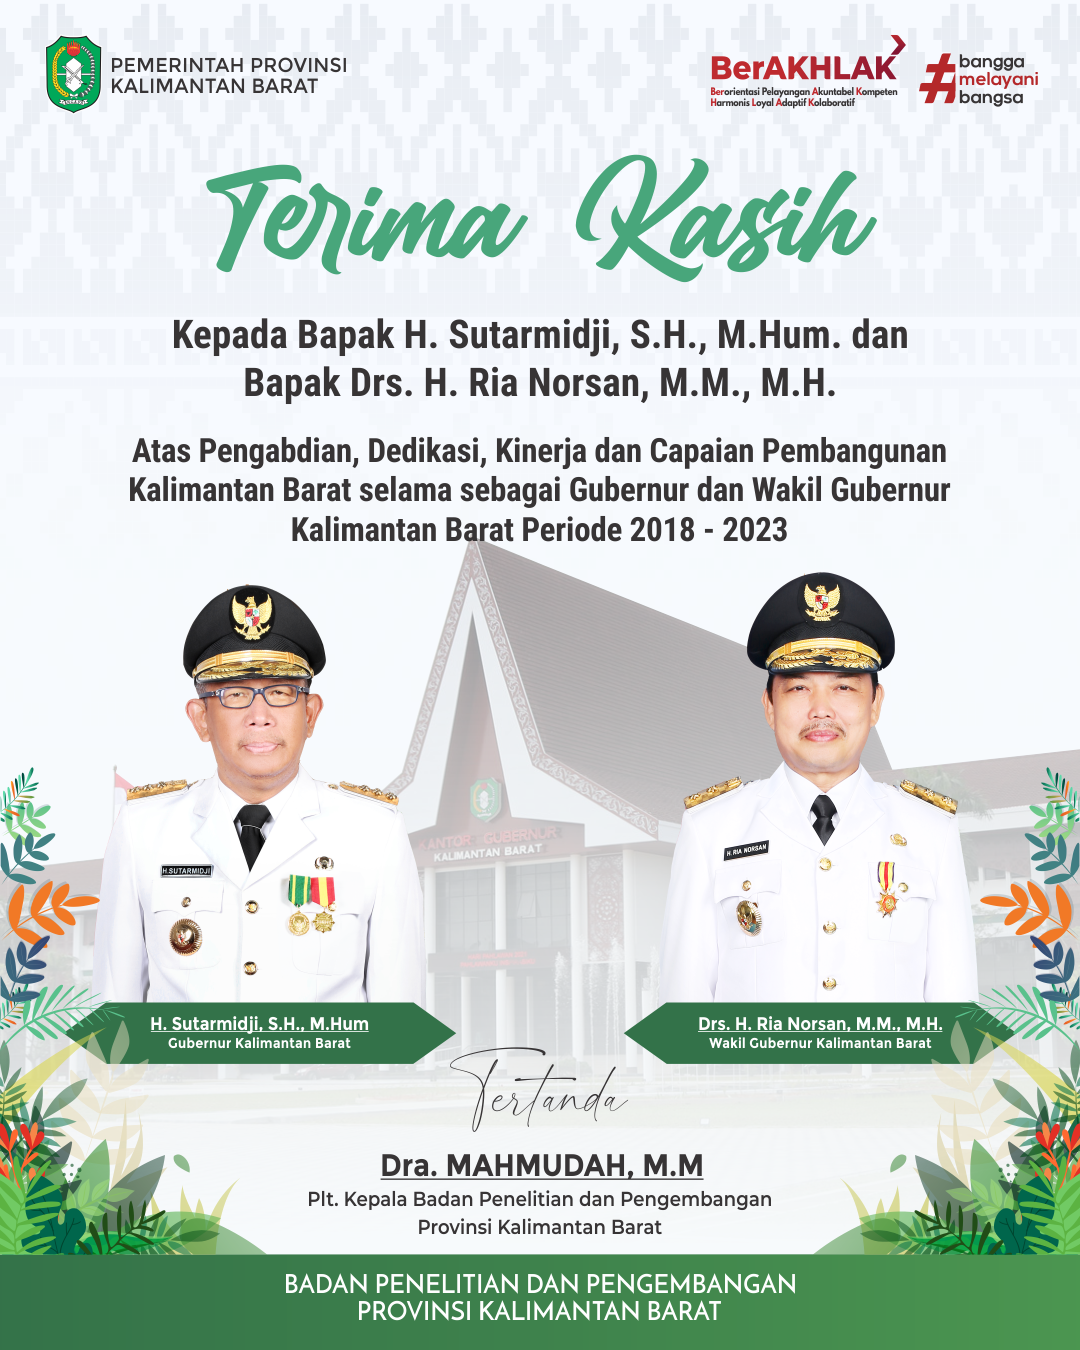 PEMERINTAH PROVINSI
KALIMANTAN BARAT
BerAKHLAK
Berorientasi Pelayangan Akuntabel Kompeten
Harmonis Loyal Adaptif Kolaboratif
#bangga
melayani
bangsa
Terima Kasih
Kepada Bapak H. Sutarmidji, S.H., M.Hum. dan
Bapak Drs. H. Ria Norsan, M.M., M.H.
Atas Pengabdian, Dedikasi, Kinerja dan Capaian Pembangunan
Kalimantan Barat selama sebagai Gubernur dan Wakil Gubernur
Kalimantan Barat Periode 2018 - 2023
KANTOR GUBERNUR
KALIMANTAN BARAT
H.SUTARMIDJI
H. RIA NORSAN
H. Sutarmidji, S.H., M.Hum
Gubernur Kalimantan Barat
Drs. H. Ria Norsan, M.M., M.H.
Wakil Gubernur Kalimantan Barat
Tertanda
Dra. MAHMUDAH, M.M
Plt. Kepala Badan Penelitian dan Pengembangan
Provinsi Kalimantan Barat
BADAN PENELITIAN DAN PENGEMBANGAN
PROVINSI KALIMANTAN BARAT